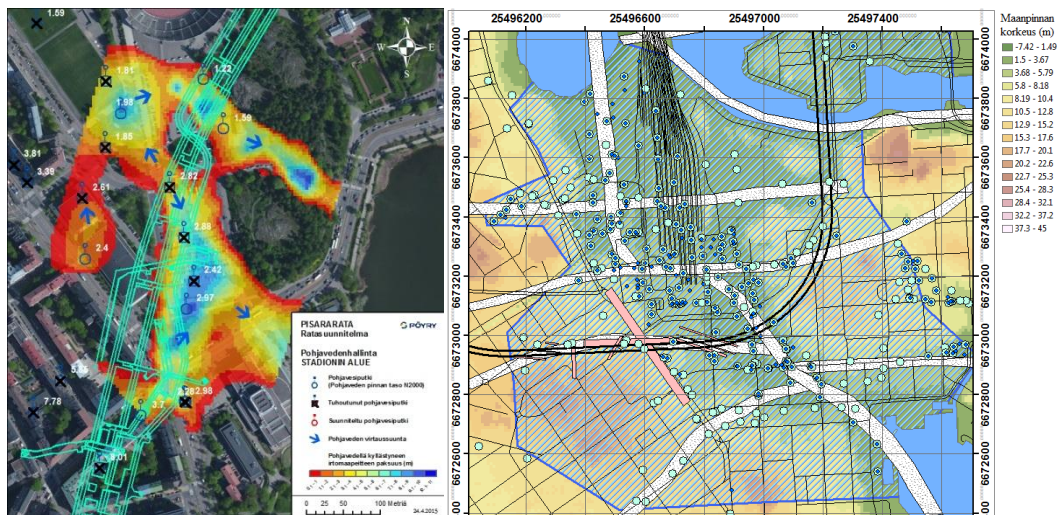 1.59
1.81
1.98
1.85
1.22
1.59
3.81
3.39
2.61
2.82
2.4
2.88
2.42
2.97
7.78
2.98
3.7
PISARARATA
Ratasuunnitelma
PÖYRY
Pohjavedenhallinta
STADIONIN ALUE
Pohjavesiputki
(Pohjaveden pinnan taso N2000)
Tuhoutunut pohjavesiputki
Suunniteltu pohjavesiputki
Pohjaveden virtaussuunta
Pohjavedellä kyllästyneen
irtomaapeitteen paksuus (m)
0 25 50 100 Metriä
24.4.2015
N
W E
S
25496200 25496600 25497000 25497400
6674000
6673800
6673600
6673400
6673200
6673000
6672800
6672600
00
00
Maanpinnan
korkeus (m)
-7.42 - 1.49
1.5 - 3.67
3.68 - 5.79
5.8 - 8.18
8.19 - 10.4
10.5 - 12.8
12.9 - 15.2
15.3 - 17.6
17.7 - 20.1
20.2 - 22.6
22.7 - 25.3
25.4 - 28.3
28.4 - 32.1
32.2 - 37.2
37.3 - 45